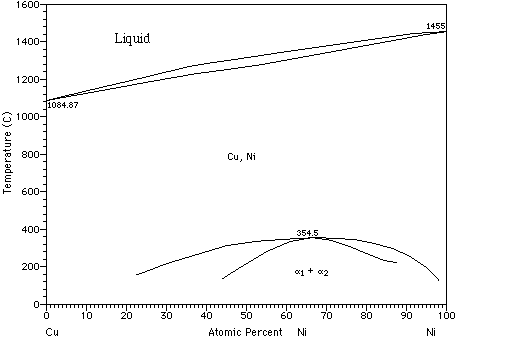 1600
1400
1200
1000
800
600
400
200
0
Temperature (C)
Liquid
1455
1084.87
Cu, Ni
354.5
α1 + α2
0 10 20 30 40 50 60 70 80 90 100
Cu Atomic Percent Ni Ni